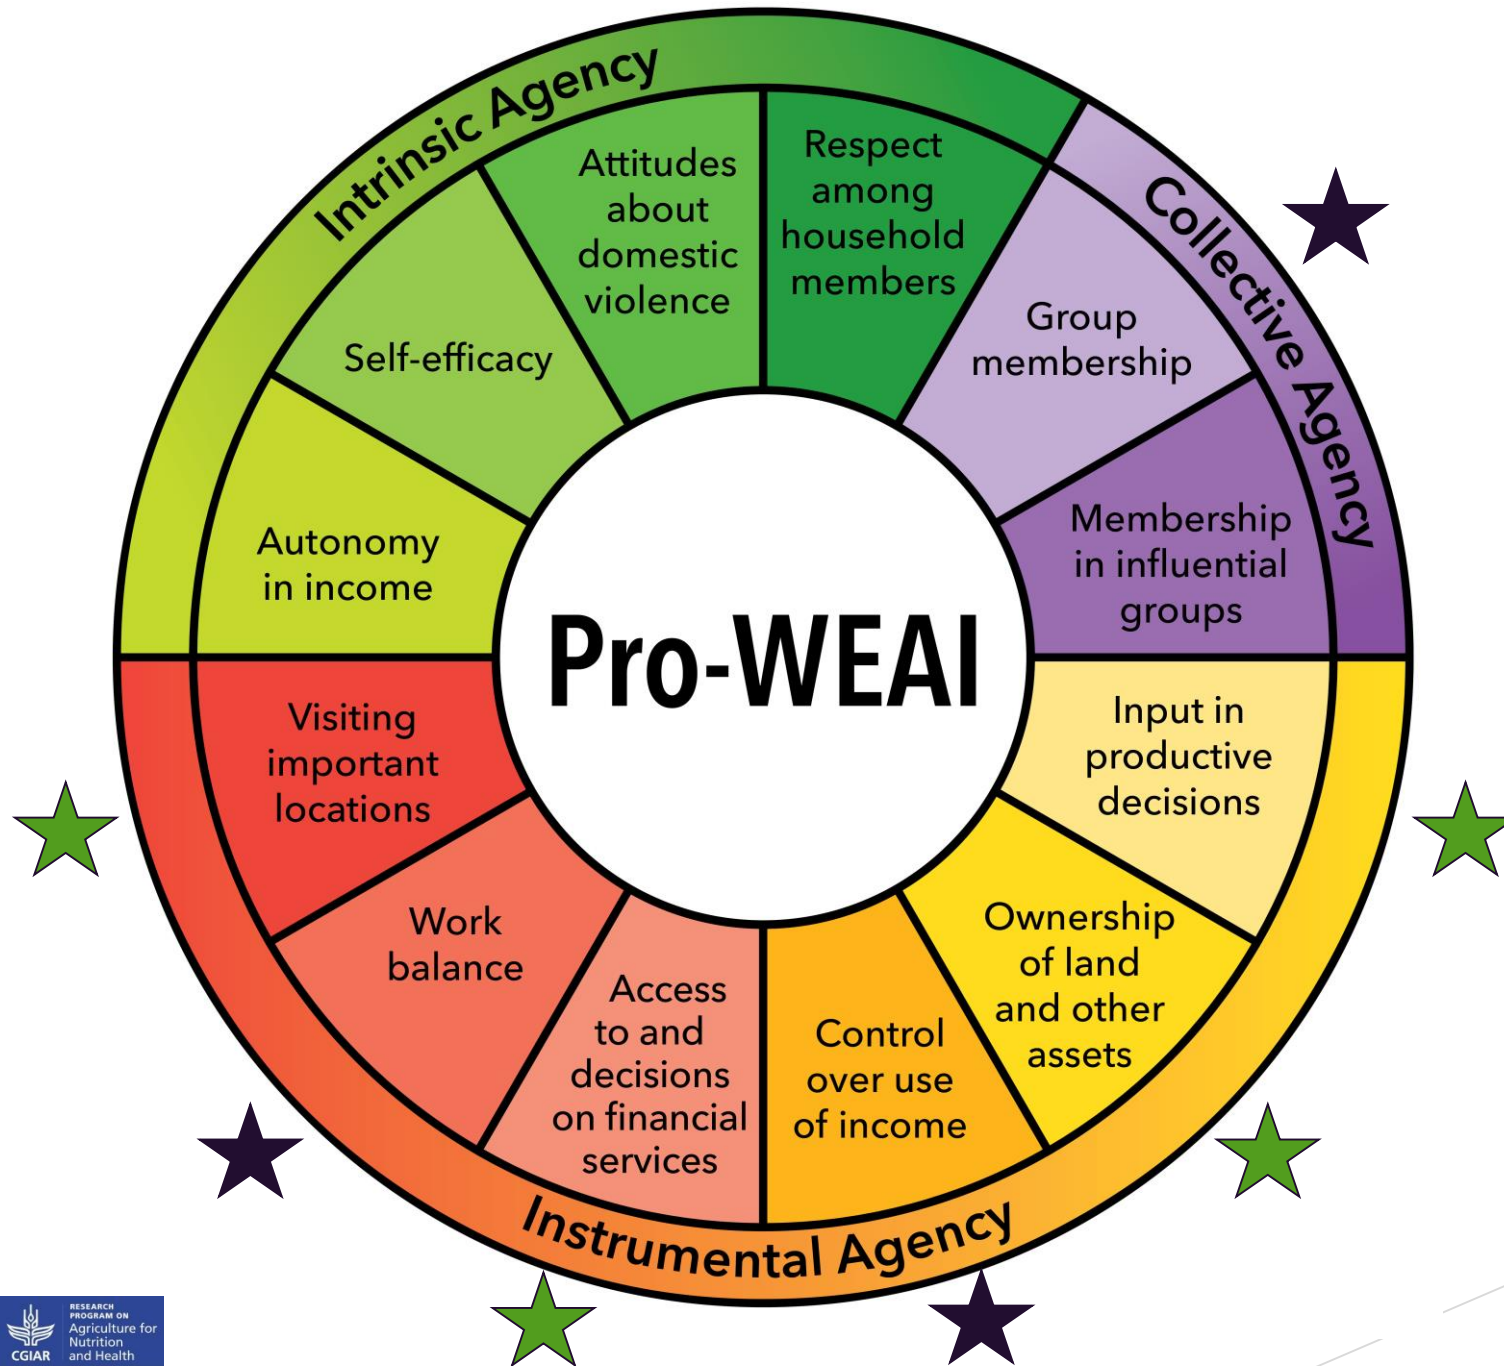 Intrinsic Agency
Attitudes
about
domestic
violence
Respect
among
household
members
Collective Agency
Self-efficacy
Group
membership
Autonomy
in income
Membership
in influential
groups
Pro-WEAI
Visiting
important
locations
Input in
productive
decisions
Work
balance
Ownership
of land
and other
assets
Access
to and
decisions
on financial
services
Control
over use
of income
Instrumental Agency
CGIAR
RESEARCH
PROGRAM ON
Agriculture for
Nutrition
and Health